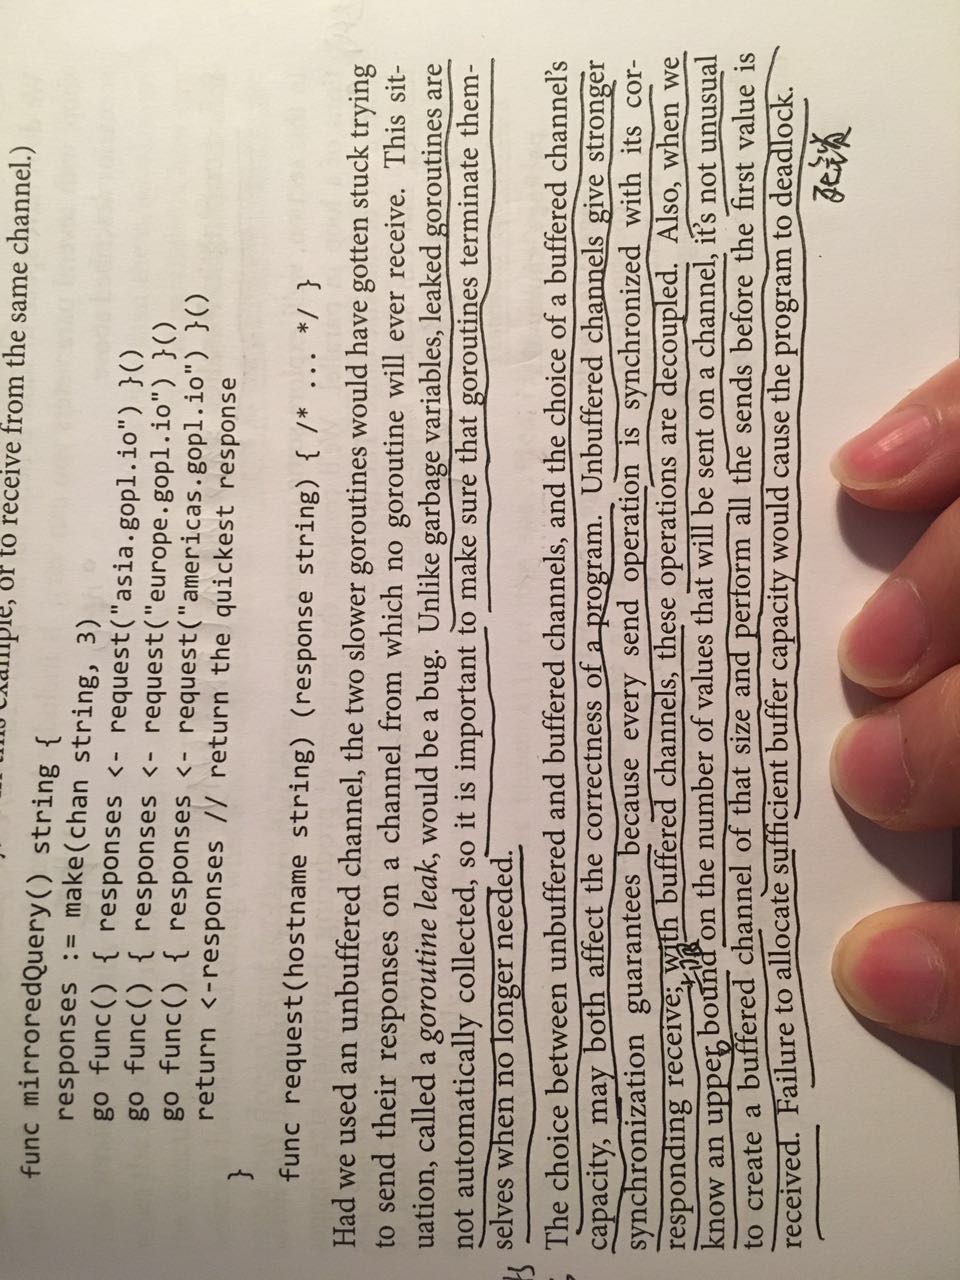 this example, or to receive from the same channel.)
func mirroredQuery() string {
responses := make(chan string, 3)
go func() { responses <- request("asia.gopl.io") }()
go func() { responses <- request("europe.gopl.io") }()
go func() { responses <- request("americas.gopl.io") }()
return <-responses // return the quickest response
}
func request(hostname string) (response string) { /* ... */ }
Had we used an unbuffered channel, the two slower goroutines would have gotten stuck trying
to send their responses on a channel from which no goroutine will ever receive. This sit-
uation, called a goroutine leak, would be a bug. Unlike garbage variables, leaked goroutines are
not automatically collected, so it is important to make sure that goroutines terminate them-
selves when no longer needed.
The choice between unbuffered and buffered channels, and the choice of a buffered channel's
capacity, may both affect the correctness of a program. Unbuffered channels give stronger
synchronization guarantees because every send operation is synchronized with its cor-
responding receive; with buffered channels, these operations are decoupled. Also, when we
上限
know an upper bound on the number of values that will be sent on a channel, it's not unusual
to create a buffered channel of that size and perform all the sends before the first value is
received. Failure to allocate sufficient buffer capacity would cause the program to deadlock.
死锁